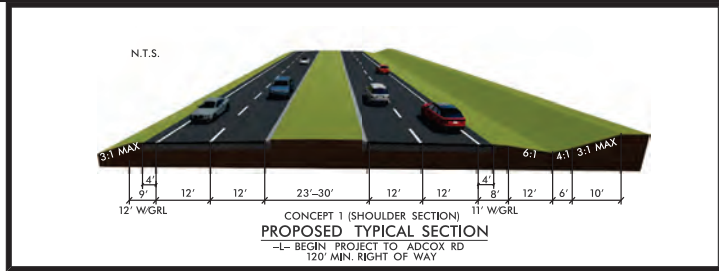 N.T.S.
3:1 MAX
6:1
4:1
3:1 MAX
4'
4'
9'
12'
12'
23'–30'
12'
12'
8'
12'
6'
10'
12' W/GRL
11' W/GRL
CONCEPT 1 (SHOULDER SECTION)
PROPOSED TYPICAL SECTION
–L– BEGIN PROJECT TO ADCOX RD
120' MIN. RIGHT OF WAY